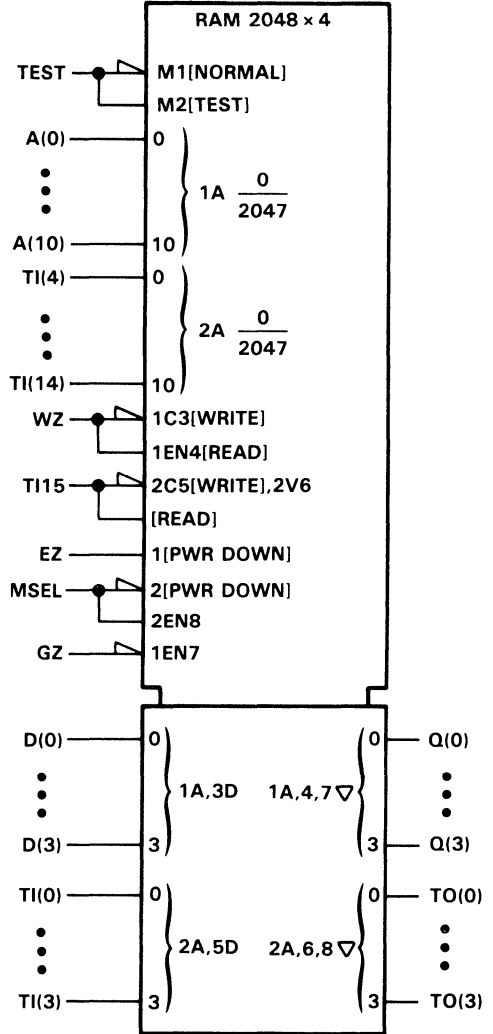 RAM 2048 × 4
TEST M1[NORMAL]
M2[TEST]
A(0) 0
1A 0
2047
A(10) 10
TI(4) 0
2A 0
2047
TI(14) 10
WZ 1C3[WRITE]
1EN4[READ]
TI15 2C5[WRITE],2V6
[READ]
EZ 1[PWR DOWN]
MSEL 2[PWR DOWN]
2EN8
GZ 1EN7
D(0) 0 0 Q(0)
1A,3D 1A,4,7▽
D(3) 3 3 Q(3)
TI(0) 0 0 TO(0)
2A,5D 2A,6,8▽
TI(3) 3 3 TO(3)